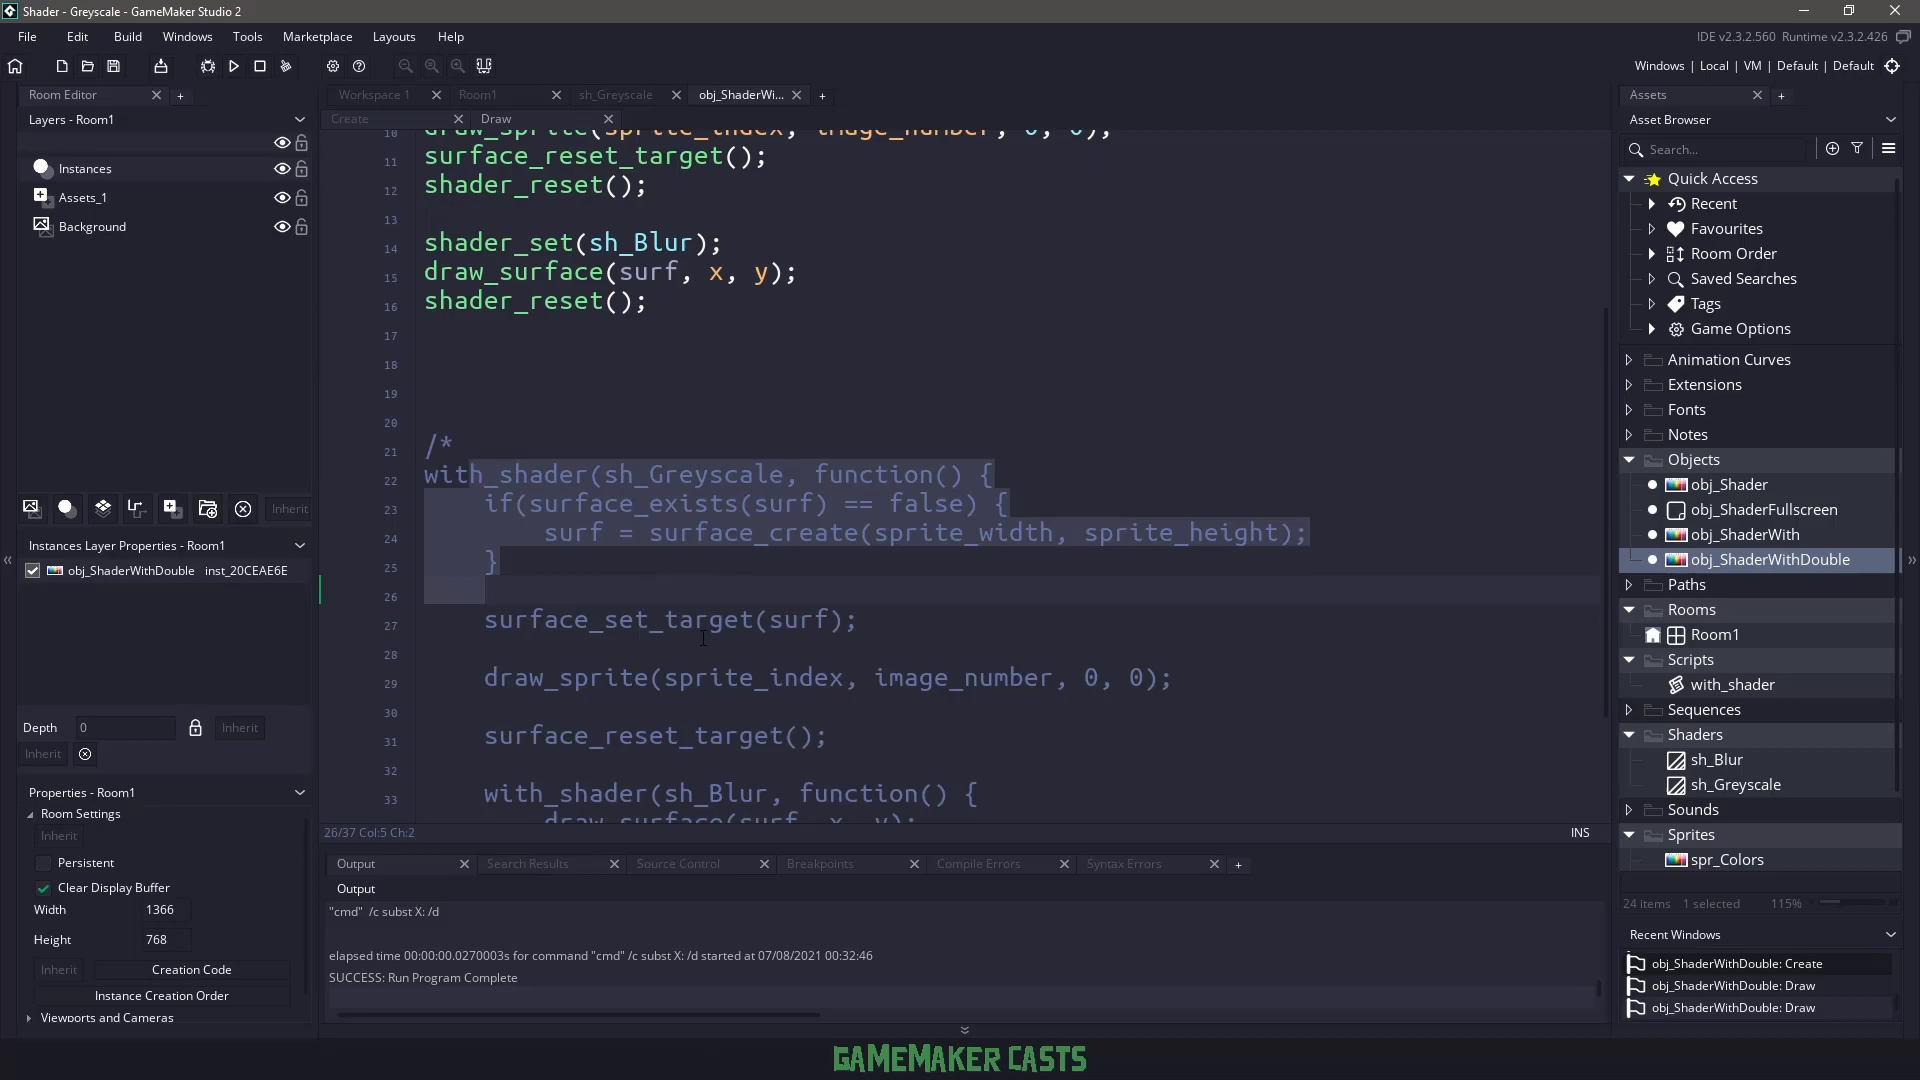 Shader - Greyscale - GameMaker Studio 2
File Edit Build Windows Tools Marketplace Layouts Help
IDE v2.3.2.560 Runtime v2.3.2.426
Windows | Local | VM | Default | Default
Room Editor
Layers - Room1
Instances
Assets_1
Background
Inherit
Instances Layer Properties - Room1
obj_ShaderWithDouble inst_20CEAE6E
Depth 0 Inherit
Inherit
Properties - Room1
Room Settings
Inherit
Persistent
Clear Display Buffer
Width 1366
Height 768
Inherit Creation Code
Instance Creation Order
Viewports and Cameras
Workspace 1 Room1 sh_Greyscale obj_ShaderWi...
Create Draw
10 draw_sprite(sprite_index, image_number, 0, 0);
11 surface_reset_target();
12 shader_reset();
13
14 shader_set(sh_Blur);
15 draw_surface(surf, x, y);
16 shader_reset();
17
18
19
20
21 /*
22 with_shader(sh_Greyscale, function() {
23 if(surface_exists(surf) == false) {
24 surf = surface_create(sprite_width, sprite_height);
25 }
26
27 surface_set_target(surf);
28
29 draw_sprite(sprite_index, image_number, 0, 0);
30
31 surface_reset_target();
32
33 with_shader(sh_Blur, function() {
draw_surface(surf, x, y);
26/37 Col:5 Ch:2 INS
Output Search Results Source Control Breakpoints Compile Errors Syntax Errors
Output
"cmd" /c subst X: /d
elapsed time 00:00:00.0270003s for command "cmd" /c subst X: /d started at 07/08/2021 00:32:46
SUCCESS: Run Program Complete
Assets
Asset Browser
Search...
Quick Access
Recent
Favourites
Room Order
Saved Searches
Tags
Game Options
Animation Curves
Extensions
Fonts
Notes
Objects
obj_Shader
obj_ShaderFullscreen
obj_ShaderWith
obj_ShaderWithDouble
Paths
Rooms
Room1
Scripts
with_shader
Sequences
Shaders
sh_Blur
sh_Greyscale
Sounds
Sprites
spr_Colors
24 items 1 selected 115%
Recent Windows
obj_ShaderWithDouble: Create
obj_ShaderWithDouble: Draw
obj_ShaderWithDouble: Draw
GAMEMAKER CASTS